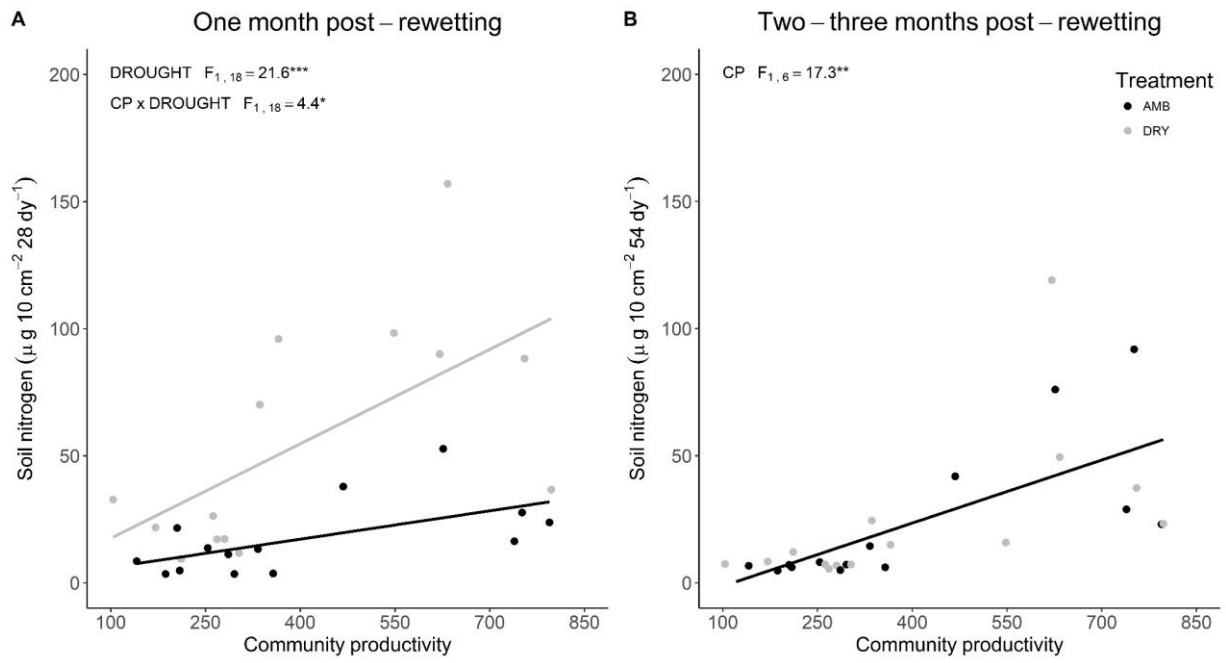 A
One month post – rewetting
DROUGHT F1 , 18 = 21.6***
CP x DROUGHT F1 , 18 = 4.4*
Soil nitrogen (μ g 10 cm−2 28 dy−1)
200
150
100
50
0
100 250 400 550 700 850
Community productivity
B
Two – three months post – rewetting
CP F1 , 6 = 17.3**
Treatment
AMB
DRY
Soil nitrogen (μ g 10 cm−2 54 dy−1)
200
150
100
50
0
100 250 400 550 700 850
Community productivity